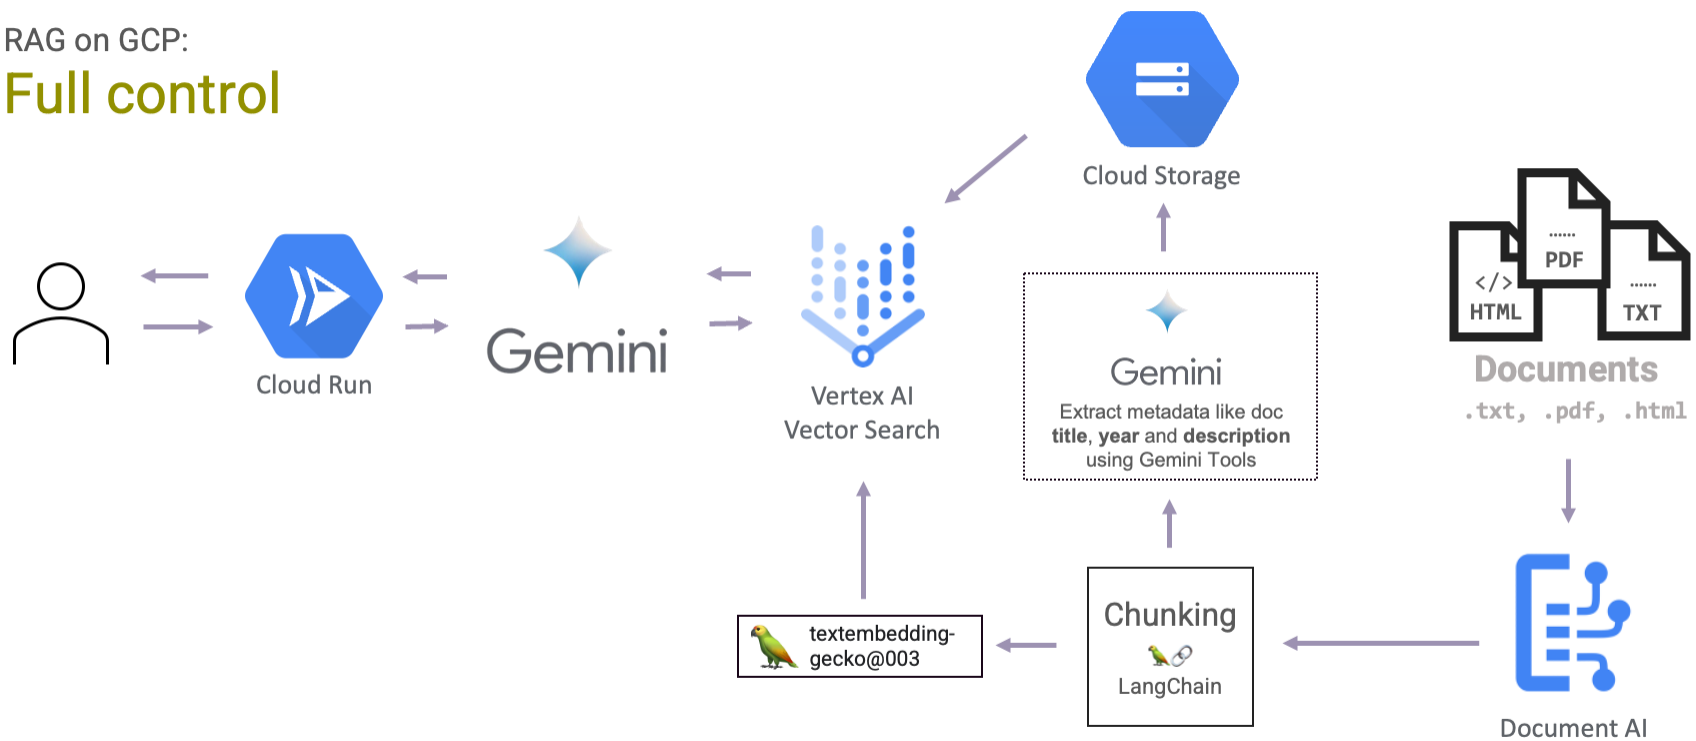 RAG on GCP:
Full control
Cloud Storage
Cloud Run
Gemini
Vertex AI
Vector Search
Gemini
Extract metadata like doc
title, year and description
using Gemini Tools
</>
HTML
......
PDF
......
TXT
Documents
.txt, .pdf, .html
textembedding-
gecko@003
Chunking
LangChain
Document AI